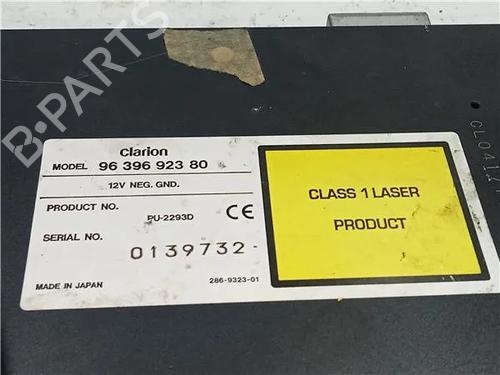 Clarion
MODEL 96 396 923 80
12V NEG. GND.
PRODUCT NO. PU-2293D
CE
SERIAL NO. 0139732-
MADE IN JAPAN 286-9323-01
CLASS 1 LASER
PRODUCT
B-PARTS